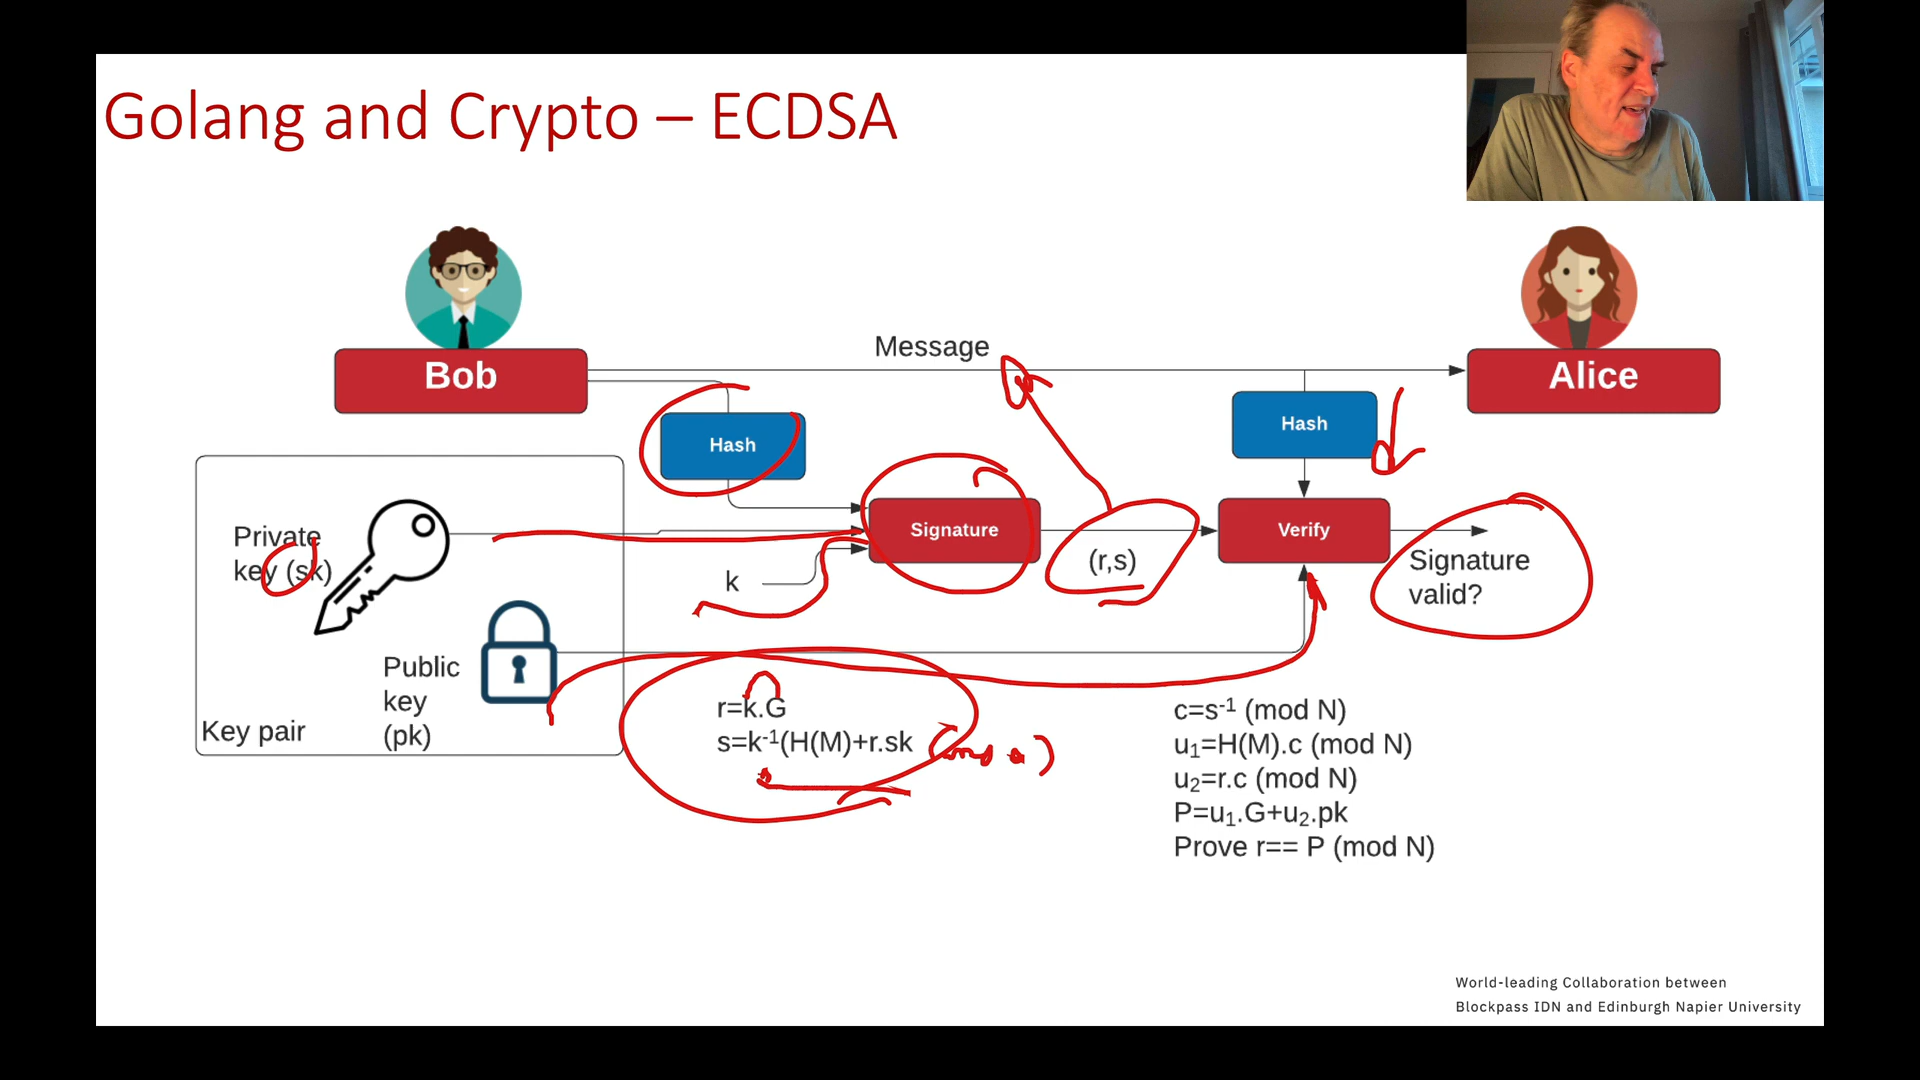 Golang and Crypto – ECDSA
Message
Bob
Alice
Hash
Hash
Private
key (sk)
Signature
Verify
(r,s)
k
Signature
valid?
Public
key
(pk)
Key pair
r=k.G
s=k⁻¹(H(M)+r.sk
c=s⁻¹ (mod N)
u₁=H(M).c (mod N)
u₂=r.c (mod N)
P=u₁.G+u₂.pk
Prove r== P (mod N)
World-leading Collaboration between
Blockpass IDN and Edinburgh Napier University